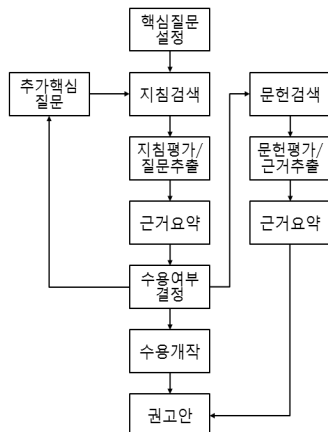 핵심질문
설정
추가핵심
질문
지침검색
문헌검색
지침평가/
질문추출
문헌평가/
근거추출
근거요약
근거요약
수용여부
결정
수용개작
권고안